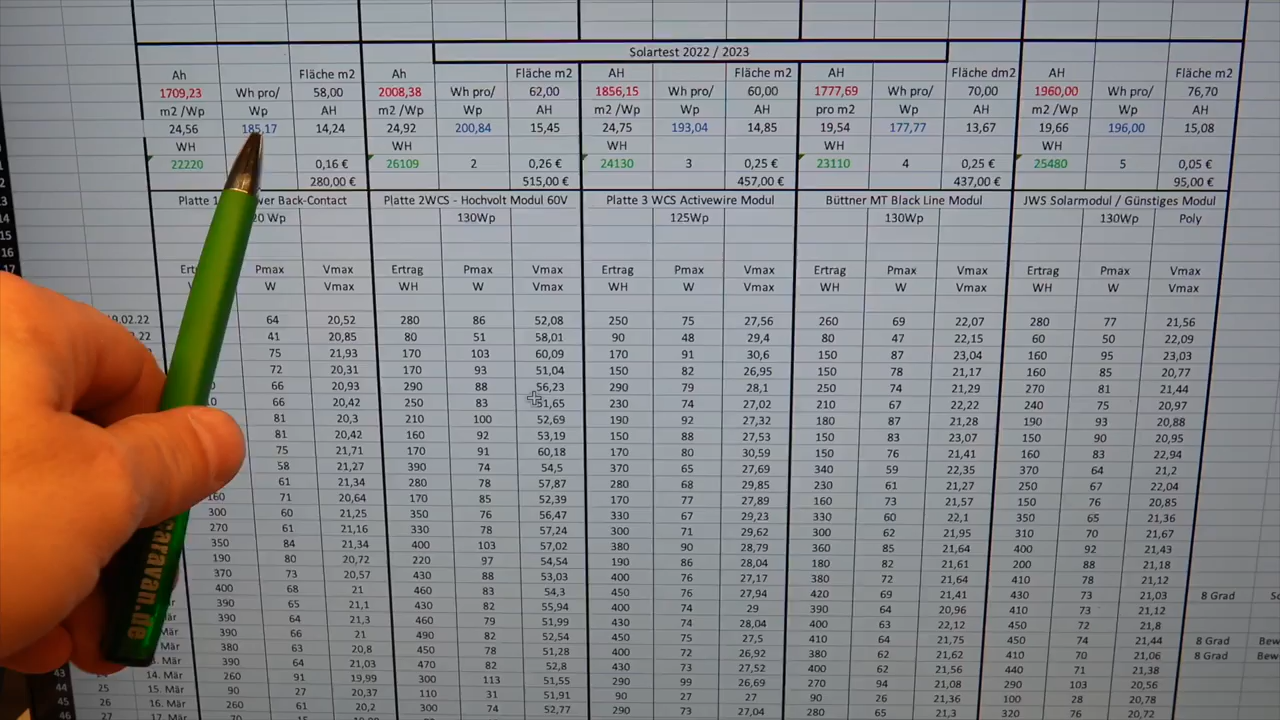 Solartest 2022 / 2023
Ah Fläche m2 Ah Fläche m2 AH Fläche m2 AH Fläche dm2 AH Fläche m2
1709,23 Wh pro/ 58,00 2008,38 Wh pro/ 62,00 1856,15 Wh pro/ 60,00 1777,69 Wh pro/ 70,00 1960,00 Wh pro/ 76,70
m2 /Wp Wp AH m2 /Wp Wp AH m2 /Wp Wp AH pro m2 Wp AH m2 /Wp Wp AH
24,56 185,17 14,24 24,92 200,84 15,45 24,75 193,04 14,85 19,54 177,77 13,67 19,66 196,00 15,08
WH WH WH WH WH
22220 0,16 € 26109 2 0,26 € 24130 3 0,25 € 23110 4 0,25 € 25480 5 0,05 €
280,00 € 515,00 € 457,00 € 437,00 € 95,00 €
Platte Back-Contact Platte 2WCS - Hochvolt Modul 60V Platte 3 WCS Activewire Modul Büttner MT Black Line Modul JWS Solarmodul / Günstiges Modul
Wp 130Wp 125Wp 130Wp 130Wp Poly
Pmax Vmax Ertrag Pmax Vmax Ertrag Pmax Vmax Ertrag Pmax Vmax Ertrag Pmax Vmax
W Vmax WH W Vmax WH W Vmax WH W Vmax WH W Vmax
64 20,52 280 86 52,08 250 75 27,56 260 69 22,07 280 77 21,56
41 20,85 80 51 58,01 90 48 29,4 80 47 22,15 60 50 22,09
75 21,93 170 103 60,09 170 91 30,6 150 87 23,04 160 95 23,03
72 20,31 170 93 51,04 150 82 26,95 150 78 21,17 160 85 20,77
66 20,93 290 88 56,23 290 79 28,1 250 74 21,29 270 81 21,44
66 20,42 250 83 51,65 230 74 27,02 210 67 22,22 240 75 20,97
81 20,3 210 100 52,69 190 92 27,32 180 87 21,28 190 93 20,88
81 20,42 160 92 53,19 150 88 27,53 150 83 23,07 150 90 20,95
75 21,71 170 91 60,18 170 80 30,59 150 76 21,41 160 83 22,94
58 21,27 390 74 54,5 370 65 27,69 340 59 22,35 370 64 21,2
61 21,34 280 78 57,87 280 68 29,85 230 61 21,27 250 67 22,04
160 71 20,64 170 85 52,39 170 77 27,89 160 73 21,57 150 76 20,85
300 60 21,25 350 76 56,47 330 67 29,23 330 60 22,1 350 65 21,36
270 61 21,16 330 78 57,24 300 71 29,62 300 62 21,95 310 70 21,67
350 84 21,34 400 103 57,02 380 90 28,79 360 85 21,64 400 92 21,43
190 80 20,72 220 97 54,54 190 86 28,04 180 82 21,61 200 88 21,18
370 73 20,57 430 88 53,03 400 76 27,17 380 72 21,64 410 78 21,12
400 68 21 460 83 54,3 450 76 27,94 420 69 21,41 430 73 21,03 8 Grad
390 65 21,1 430 82 55,94 400 74 29 390 64 20,96 410 73 21,12
Mär 390 64 21,3 460 79 51,99 430 74 28,04 400 63 22,12 450 72 21,8
Mär 390 66 21 490 82 52,54 450 75 27,5 410 64 21,75 450 74 21,44 8 Grad
Mär 380 63 20,8 450 78 51,28 400 72 26,92 380 62 21,62 410 70 21,06 8 Grad
Mär 390 64 21,03 470 82 52,8 430 73 27,52 400 62 21,56 440 71 21,38
14. Mär 260 91 19,99 300 113 51,55 290 99 26,69 270 94 21,08 290 103 20,56
44 25 15. Mär 90 27 20,37 110 31 51,91 90 27 27 90 26 21,36 100 28 20,78
45 26 16. Mär 260 61 20,2 300 74 52,77 290 73 27,04 280 65 21,3 320 76 20,72
caravan.de